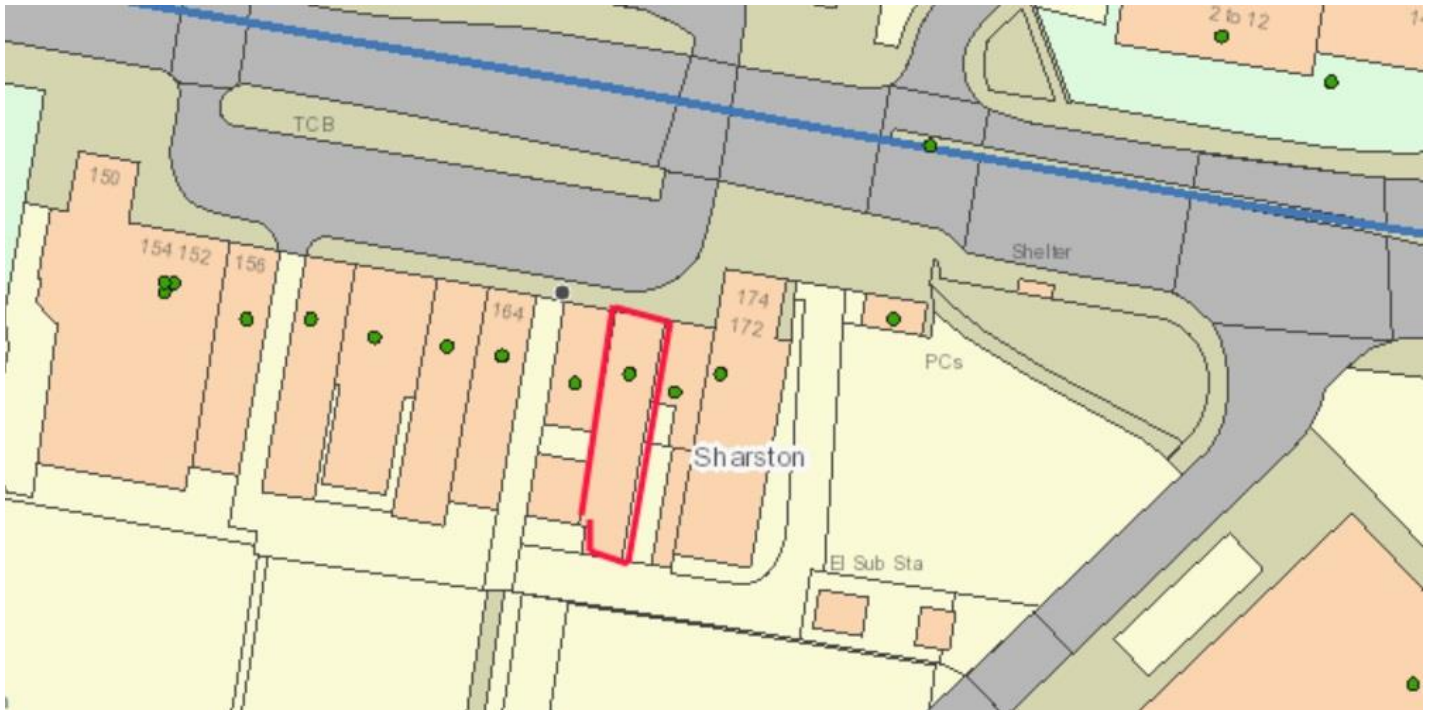 2 to 12
TCB
150
154 152
156
Shelter
164
174
172
PCs
Sharston
El Sub Sta